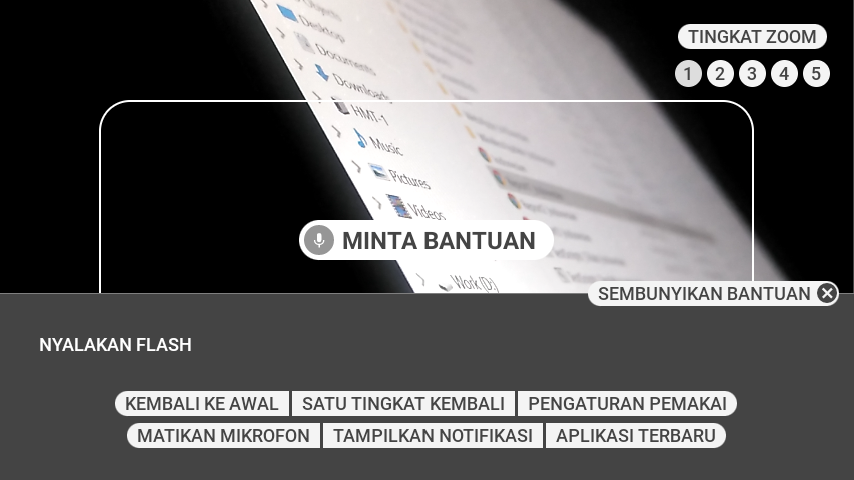 Objects
Desktop
Documents
Downloads
HMT-1
Music
Pictures
Videos
Work (D:)
TINGKAT ZOOM
1 2 3 4 5
MINTA BANTUAN
SEMBUNYIKAN BANTUAN
NYALAKAN FLASH
KEMBALI KE AWAL SATU TINGKAT KEMBALI PENGATURAN PEMAKAI
MATIKAN MIKROFON TAMPILKAN NOTIFIKASI APLIKASI TERBARU